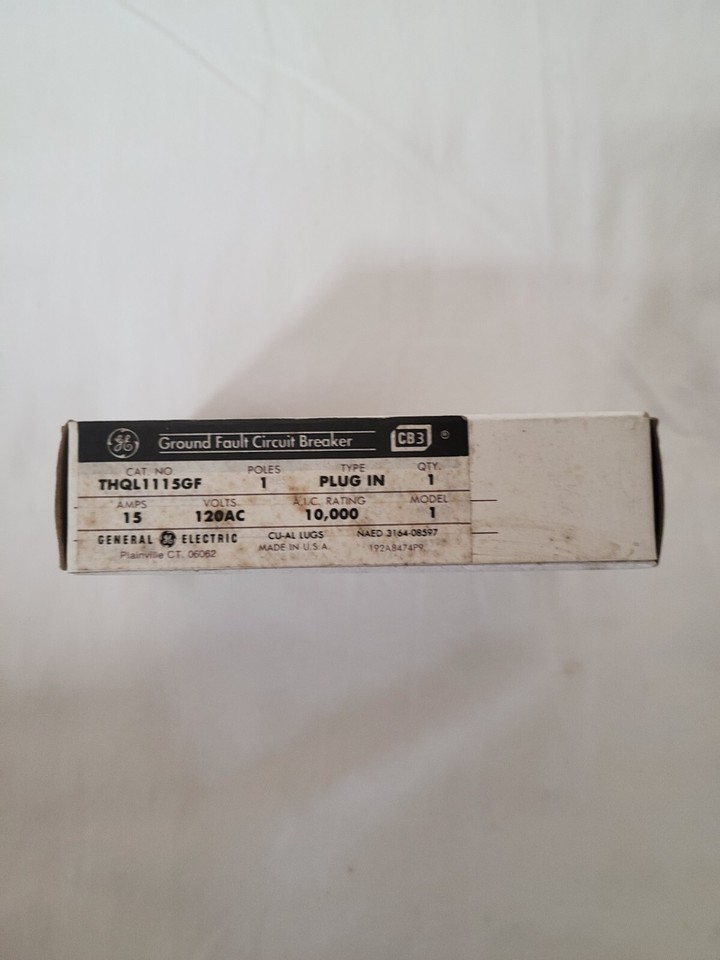 GE Ground Fault Circuit Breaker CB3 ®
CAT. NO POLES TYPE QTY.
THQL1115GF 1 PLUG IN 1
AMPS VOLTS A.I.C. RATING MODEL
15 120AC 10,000 1
GENERAL GE ELECTRIC CU-AL LUGS NAED 3164-08597
Plainville CT. 06062 MADE IN U.S.A. 192A8474P9